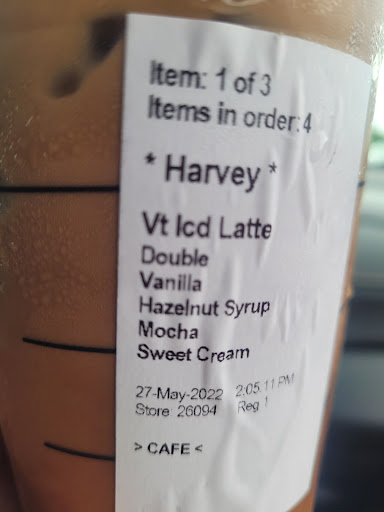 Item: 1 of 3
Items in order: 4
* Harvey *
Vt Icd Latte
Double
Vanilla
Hazelnut Syrup
Mocha
Sweet Cream
27-May-2022 2:05:11 PM
Store: 26094 Reg: 1
> CAFE <